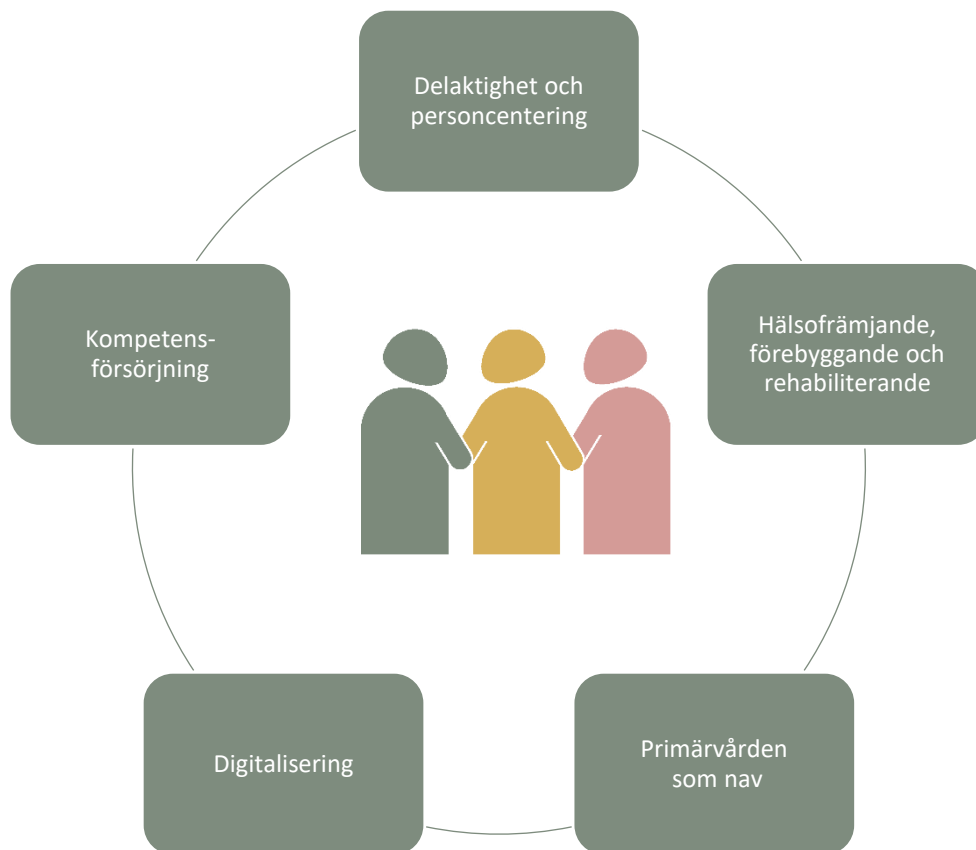 Delaktighet och
personcentering
Hälsofrämjande,
förebyggande och
rehabiliterande
Primärvården
som nav
Digitalisering
Kompetens-
försörjning